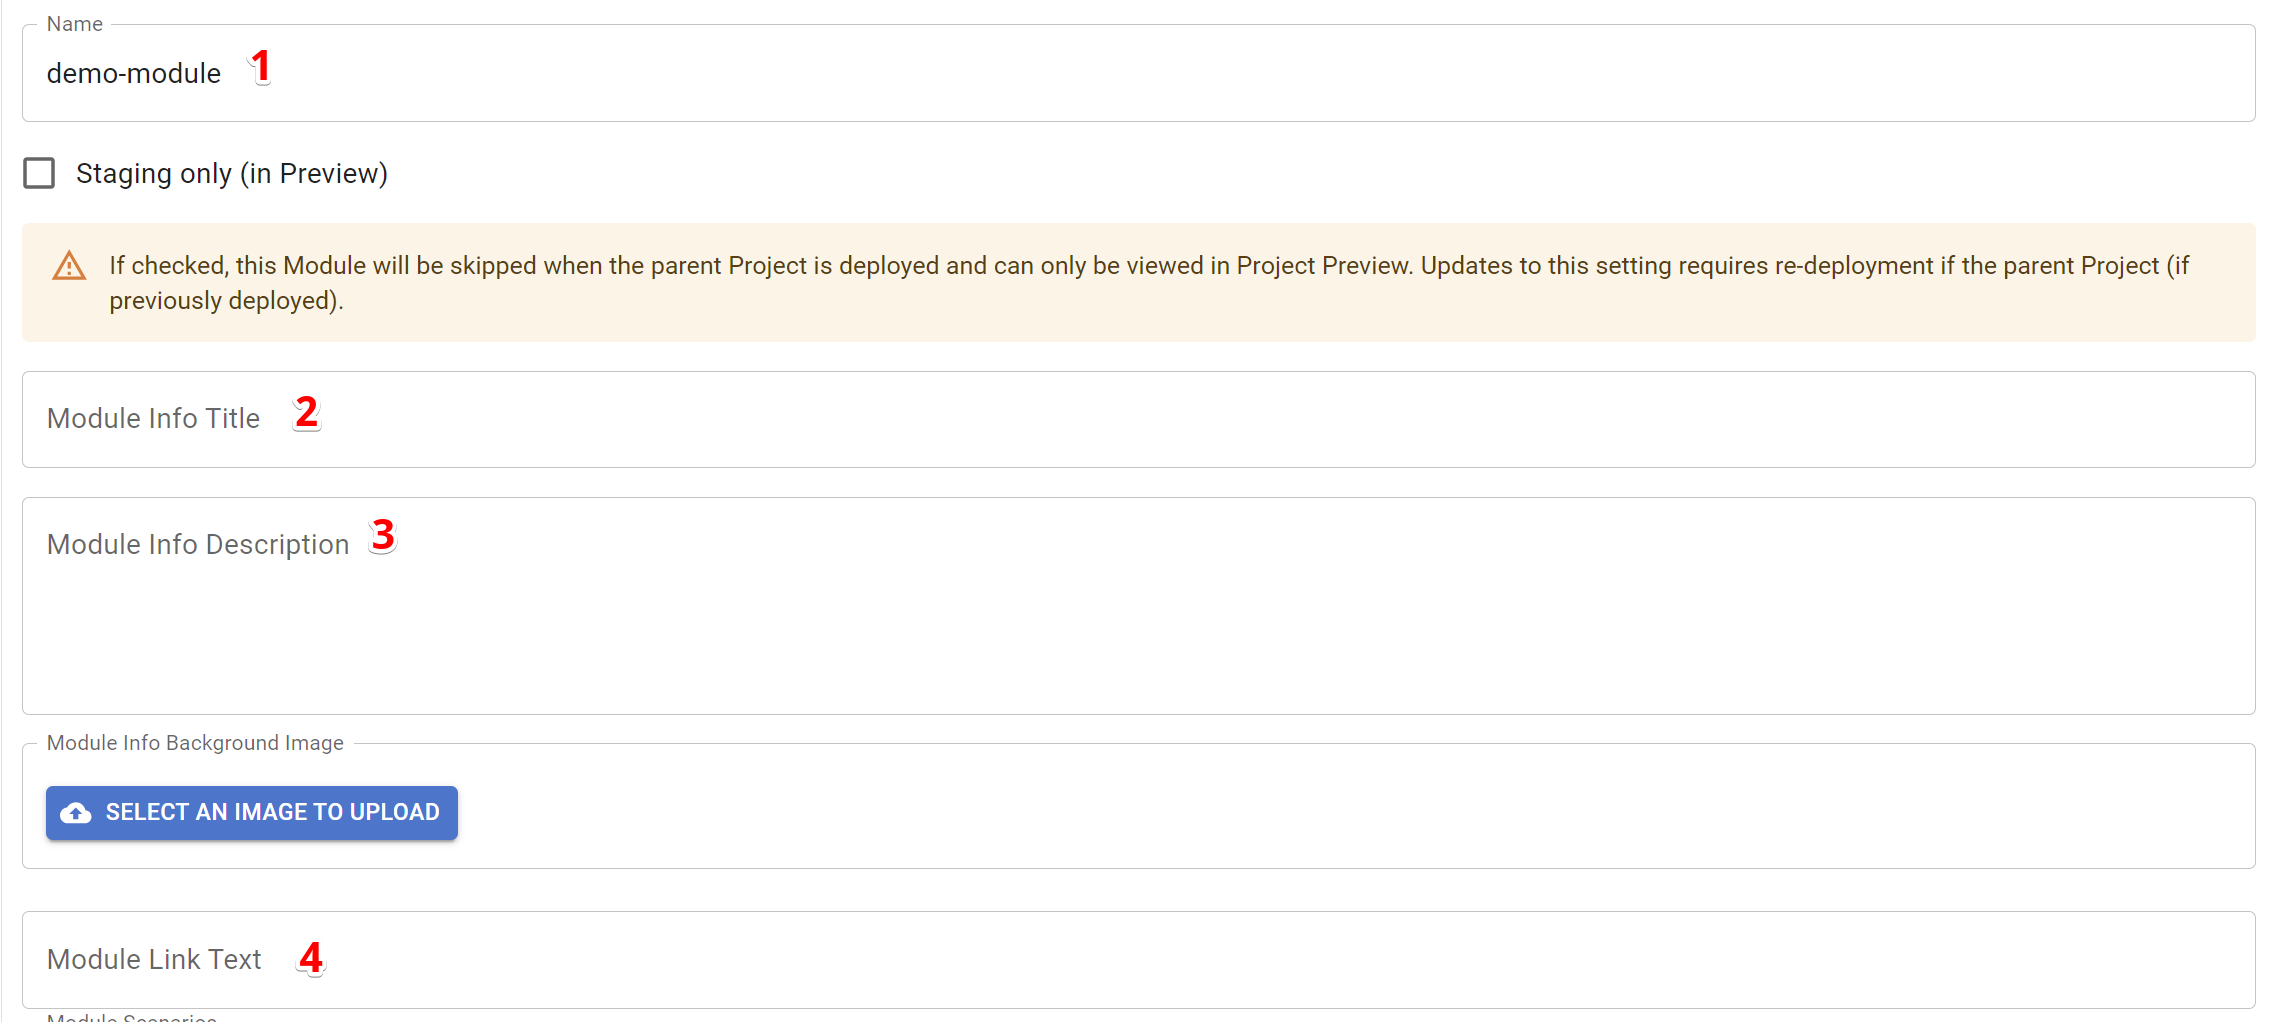 Name
demo-module 1
Staging only (in Preview)
If checked, this Module will be skipped when the parent Project is deployed and can only be viewed in Project Preview. Updates to this setting requires re-deployment if the parent Project (if
previously deployed).
Module Info Title 2
Module Info Description 3
Module Info Background Image
SELECT AN IMAGE TO UPLOAD
Module Link Text 4
Module Scenarios